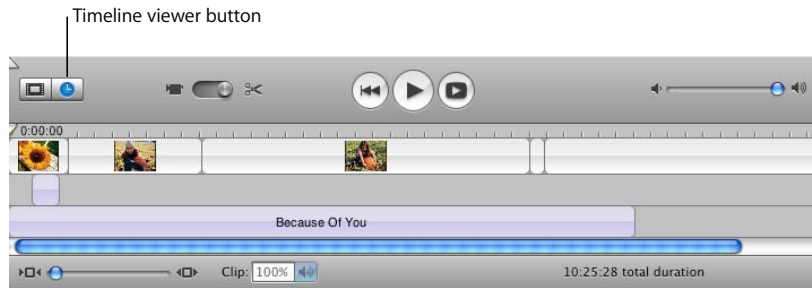 Timeline viewer button
0:00:00
Because Of You
Clip: 100%
10:25:28 total duration